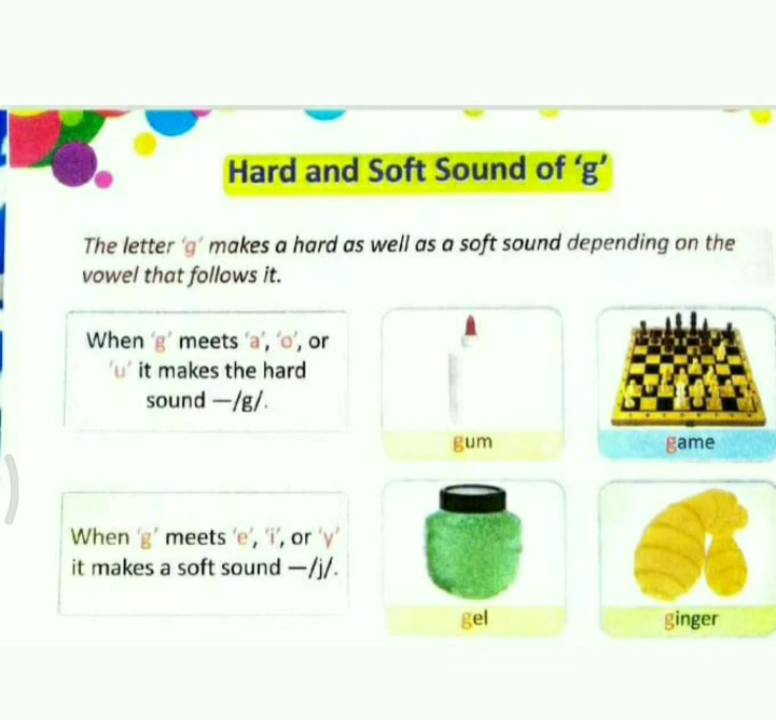 Hard and Soft Sound of ‘g’
The letter ‘g’ makes a hard as well as a soft sound depending on the
vowel that follows it.
When ‘g’ meets ‘a’, ‘o’, or
‘u’ it makes the hard
sound —/g/.
gum
game
When ‘g’ meets ‘e’, ‘i’, or ‘y’
it makes a soft sound —/j/.
gel
ginger